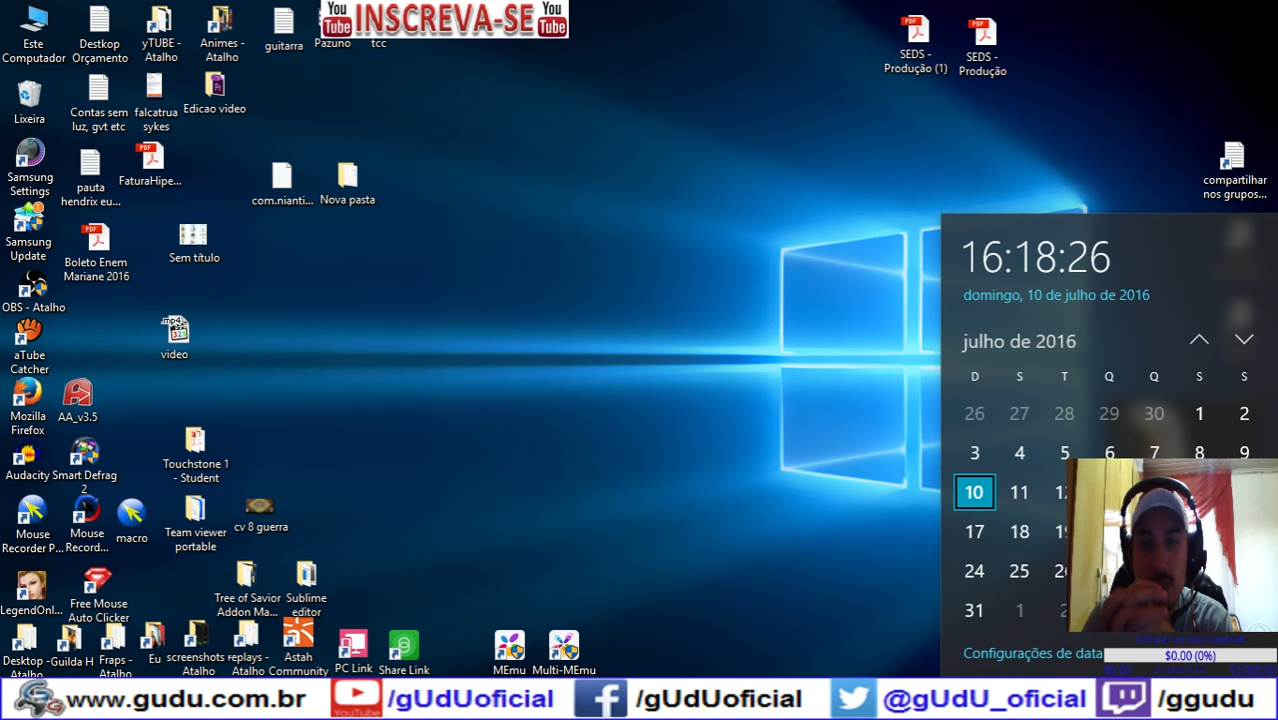 You
Tube
INSCREVA-SE
You
Tube
Este
Computador
Destkop
Orçamento
yTUBE -
Atalho
Animes -
Atalho
guitarra
Pazuno
tcc
SEDS -
Produção (1)
SEDS -
Produção
Lixeira
Contas sem
luz, gvt etc
falcatrua
sykes
Edicao video
Samsung
Settings
pauta
hendrix eu...
FaturaHipe...
com.nianti...
Nova pasta
compartilhar
nos grupos...
Samsung
Update
Boleto Enem
Mariane 2016
Sem título
OBS - Atalho
.mp4
321
video
aTube
Catcher
Mozilla
Firefox
AA_v3.5
Audacity
Smart Defrag
2
Touchstone 1
- Student
Mouse
Recorder P...
Mouse
Record...
macro
Team viewer
portable
cv 8 guerra
LegendOnl...
Free Mouse
Auto Clicker
Tree of Savior
Addon Ma...
Sublime
editor
Desktop -
Atalho
Guilda H
Fraps -
Atalho
Eu
screenshots
Atalho
replays -
Atalho
Astah
Community
PC Link
Share Link
MEmu
Multi-MEmu
16:18:26
domingo, 10 de julho de 2016
julho de 2016
D S T Q Q S S
26 27 28 29 30 1 2
3 4 5 6 7 8 9
10 11
17 18
24 25
31 1
Configurações de data
$0.00 (0%)
www.gudu.com.br
YouTube
/gUdUoficial
/gUdUoficial
@gUdU_oficial
/ggudu